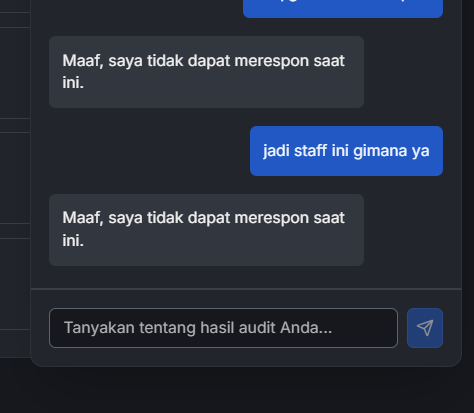 Maaf, saya tidak dapat merespon saat
ini.
jadi staff ini gimana ya
Maaf, saya tidak dapat merespon saat
ini.
Tanyakan tentang hasil audit Anda...